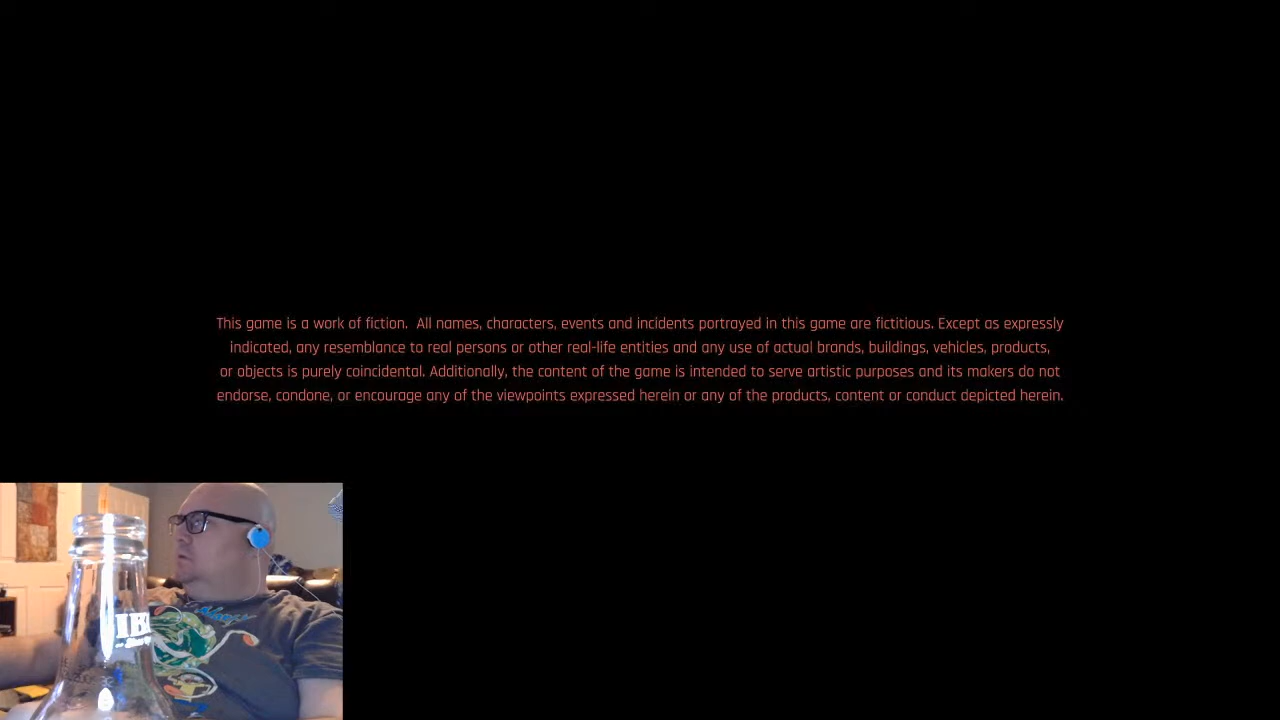 This game is a work of fiction.  All names, characters, events and incidents portrayed in this game are fictitious. Except as expressly
indicated, any resemblance to real persons or other real-life entities and any use of actual brands, buildings, vehicles, products,
or objects is purely coincidental. Additionally, the content of the game is intended to serve artistic purposes and its makers do not
endorse, condone, or encourage any of the viewpoints expressed herein or any of the products, content or conduct depicted herein.
IB